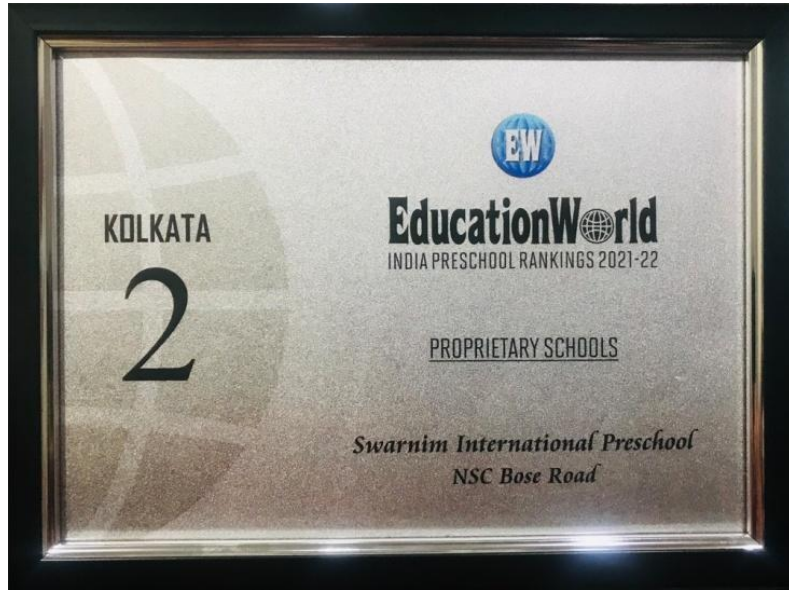 KOLKATA
2
EW
EducationWorld
INDIA PRESCHOOL RANKINGS 2021-22
PROPRIETARY SCHOOLS
Swarnim International Preschool
NSC Bose Road